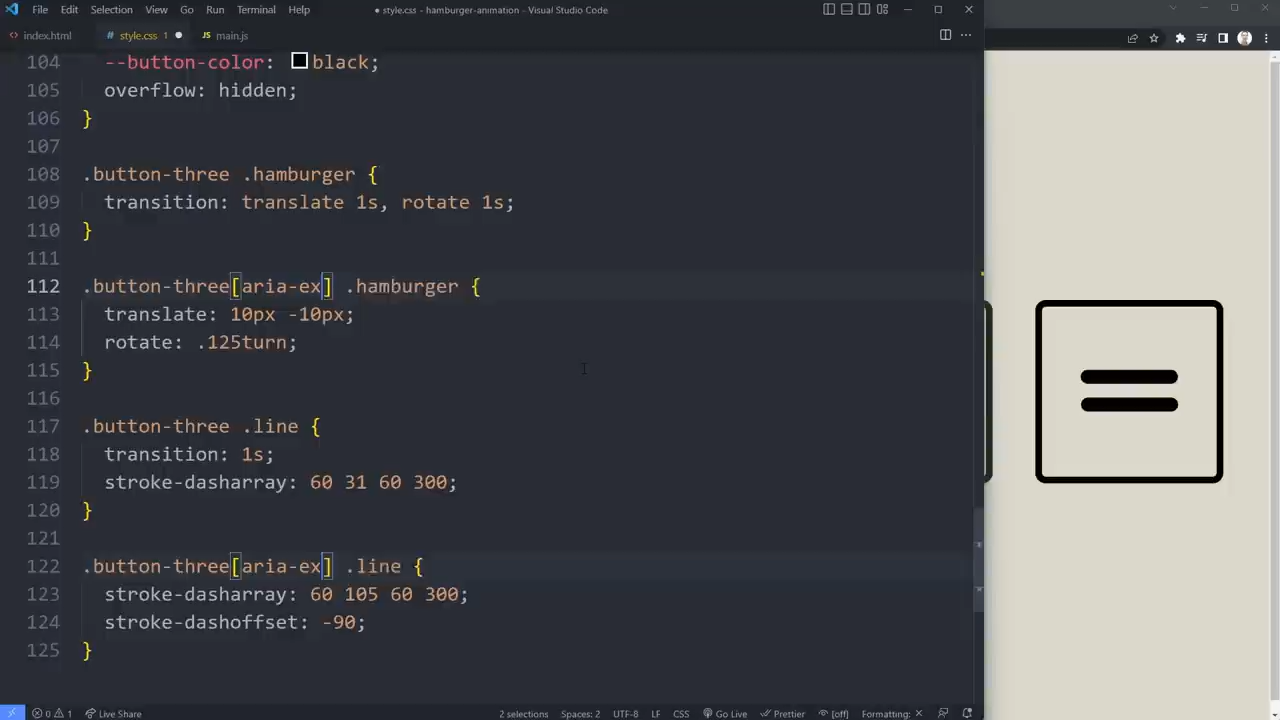 File Edit Selection View Go Run Terminal Help ● style.css - hamburger-animation - Visual Studio Code
index.html # style.css 1 ● JS main.js
104 --button-color: black;
105 overflow: hidden;
106 }
107
108 .button-three .hamburger {
109 transition: translate 1s, rotate 1s;
110 }
111
112 .button-three[aria-ex] .hamburger {
113 translate: 10px -10px;
114 rotate: .125turn;
115 }
116
117 .button-three .line {
118 transition: 1s;
119 stroke-dasharray: 60 31 60 300;
120 }
121
122 .button-three[aria-ex] .line {
123 stroke-dasharray: 60 105 60 300;
124 stroke-dashoffset: -90;
125 }
0 1 Live Share 2 selections Spaces: 2 UTF-8 LF CSS Go Live Prettier [off] Formatting: ×